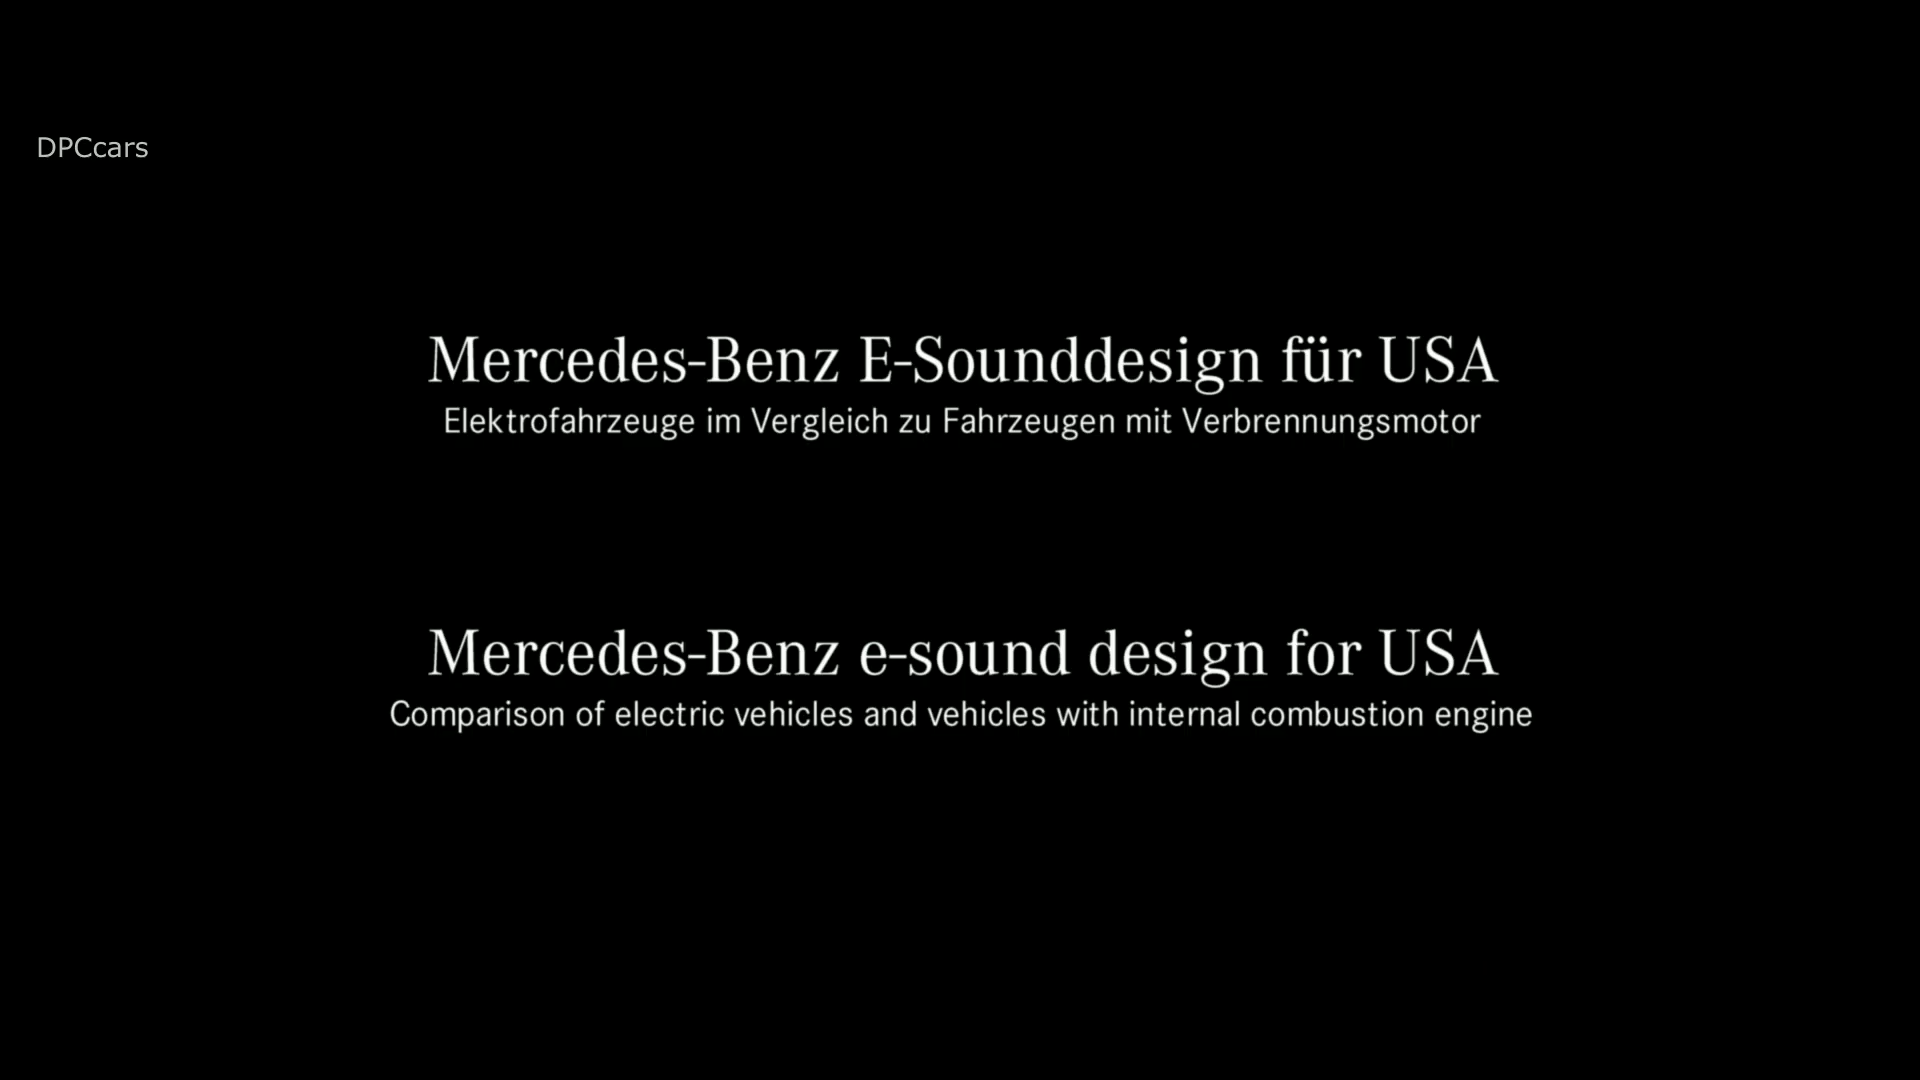 DPCcars
Mercedes-Benz E-Sounddesign für USA
Elektrofahrzeuge im Vergleich zu Fahrzeugen mit Verbrennungsmotor
Mercedes-Benz e-sound design for USA
Comparison of electric vehicles and vehicles with internal combustion engine